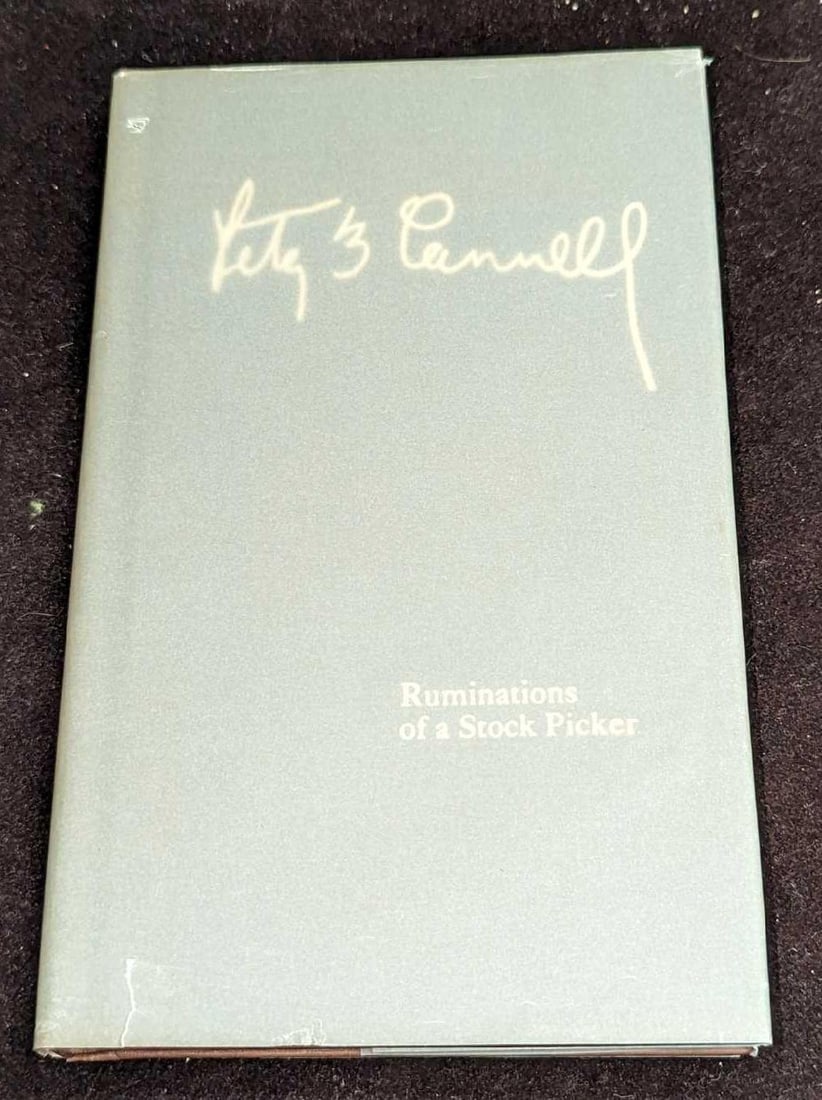 Peter B Cannell
Ruminations
of a Stock Picker